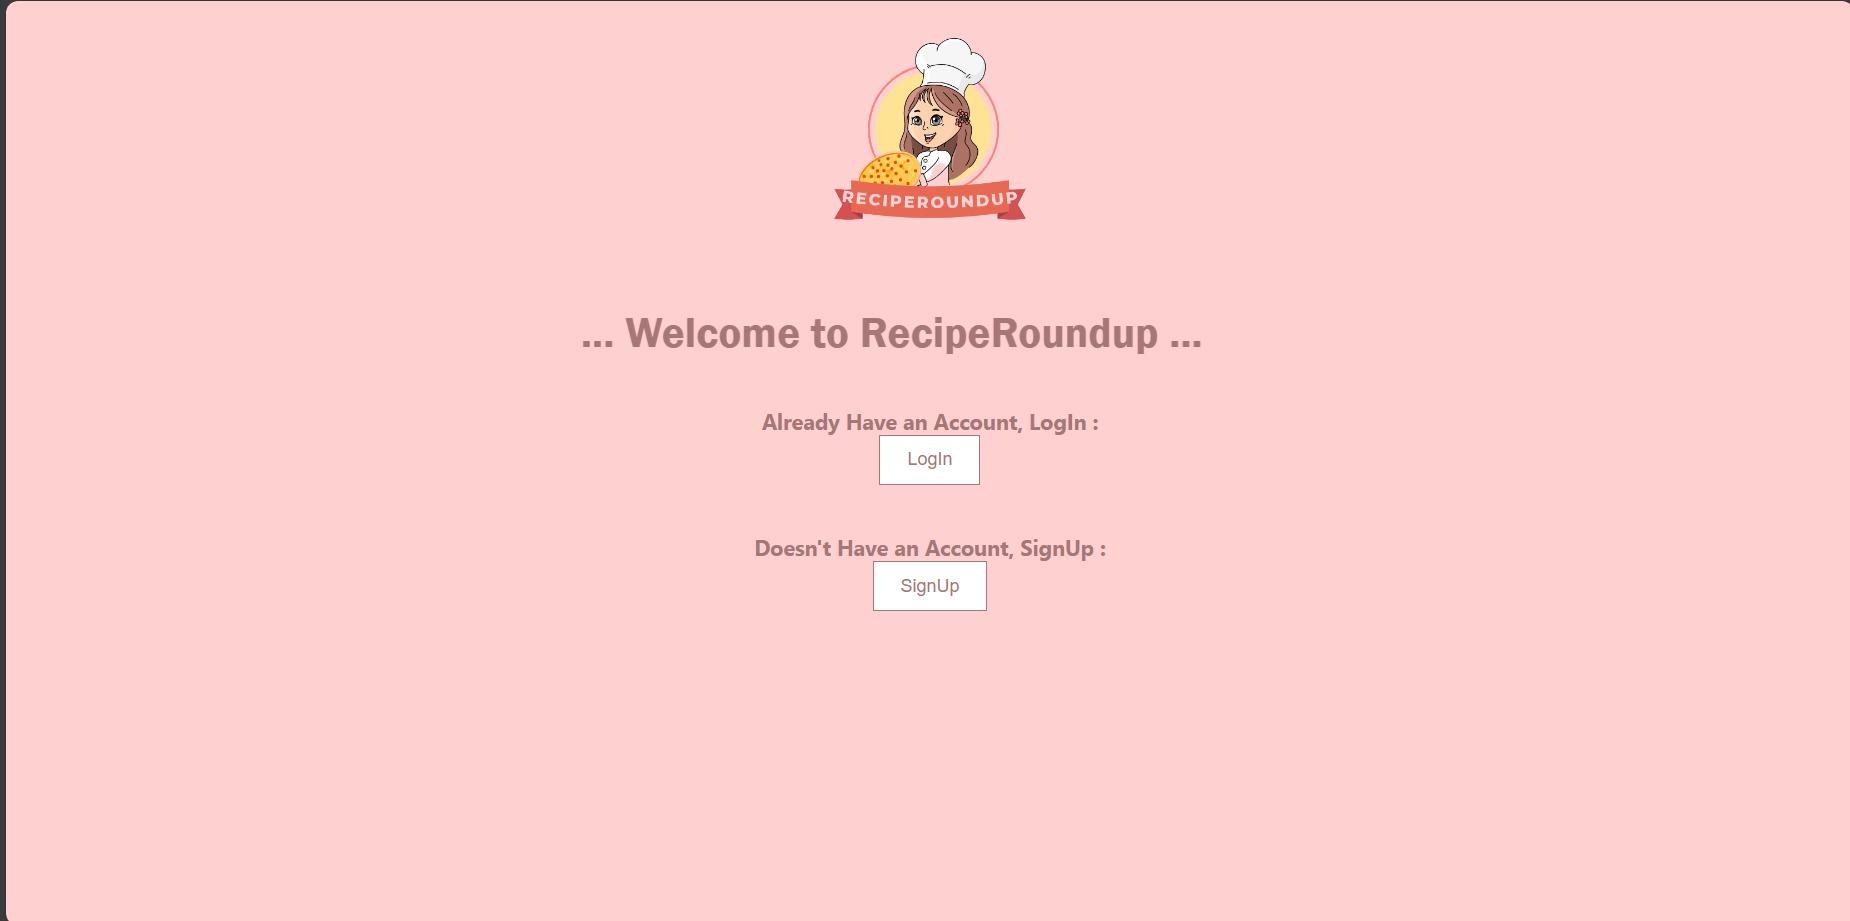 RECIPEROUNDUP
... Welcome to RecipeRoundup ...
Already Have an Account, LogIn :
LogIn
Doesn't Have an Account, SignUp :
SignUp